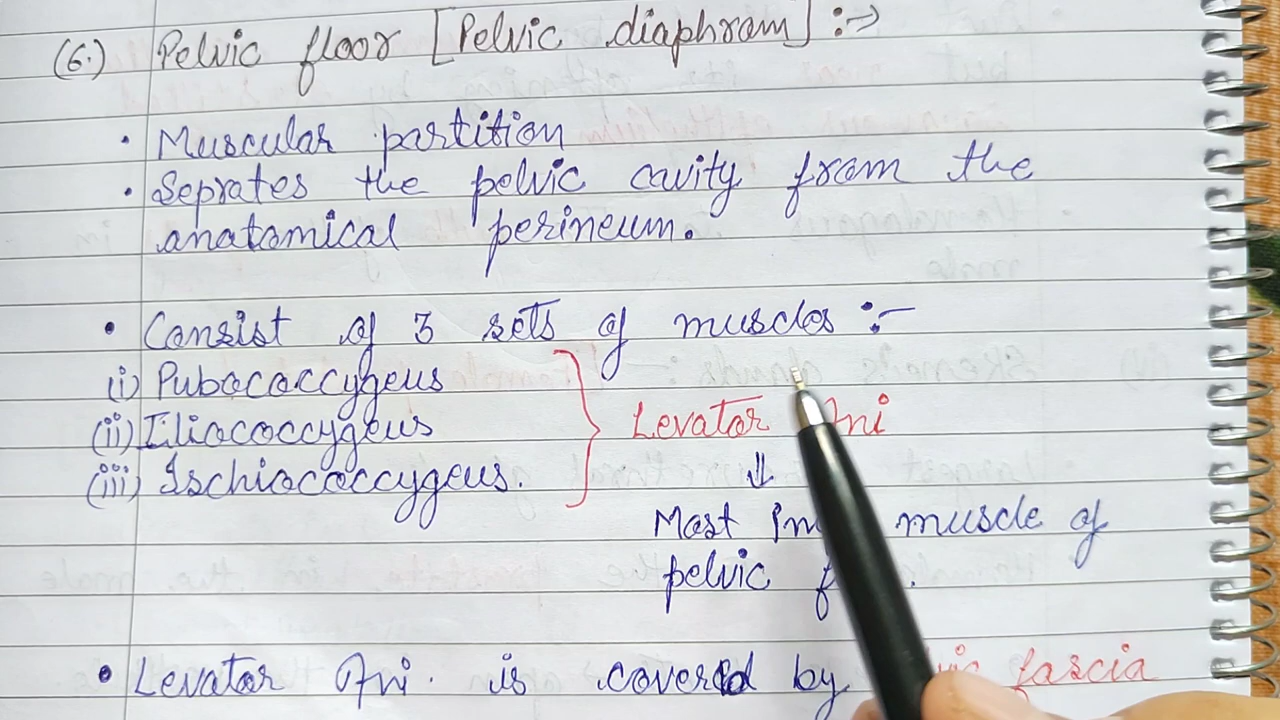 (6.) Pelvic floor [Pelvic diaphram] :→
• Muscular partition
• Seprates the pelvic cavity from the
anatomical perineum.
• Consist of 3 sets of muscles :-
(i) Pubococcygeus
(ii) Iliococcygeus
(iii) Ischiococcygeus.
Levator Ani
⇓
Most muscle of
pelvic
• Levator Ani. is covered by fascia